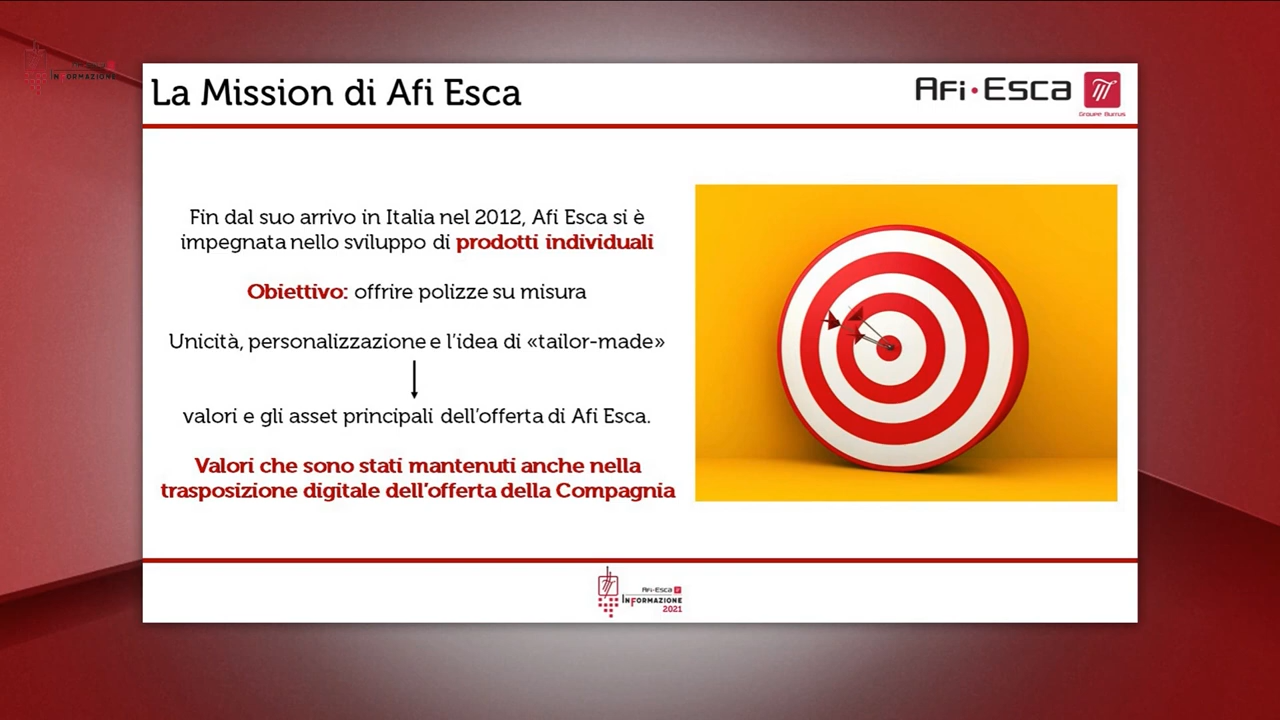 INFORMAZIONE
La Mission di Afi Esca
AFi•ESCA
Groupe Burrus
Fin dal suo arrivo in Italia nel 2012, Afi Esca si è
impegnata nello sviluppo di prodotti individuali
Obiettivo: offrire polizze su misura
Unicità, personalizzazione e l'idea di «tailor-made»
valori e gli asset principali dell'offerta di Afi Esca.
Valori che sono stati mantenuti anche nella
trasposizione digitale dell'offerta della Compagnia
AFi-ESCA
INFORMAZIONE
2021